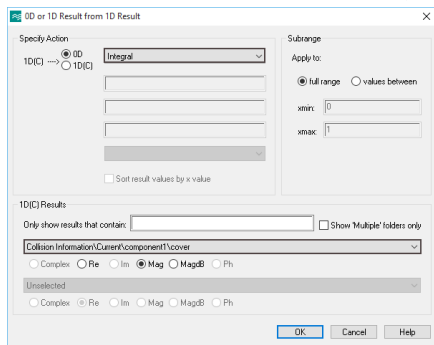 0D or 1D Result from 1D Result
Specify Action
1D(C) ----> 0D
1D(C)
Integral
Sort result values by x value
Subrange
Apply to:
full range values between
xmin: 0
xmax: 1
1D(C) Results
Only show results that contain: Show 'Multiple' folders only
Collision Information\Current\component1\cover
Complex Re Im Mag MagdB Ph
Unselected
Complex Re Im Mag MagdB Ph
OK Cancel Help